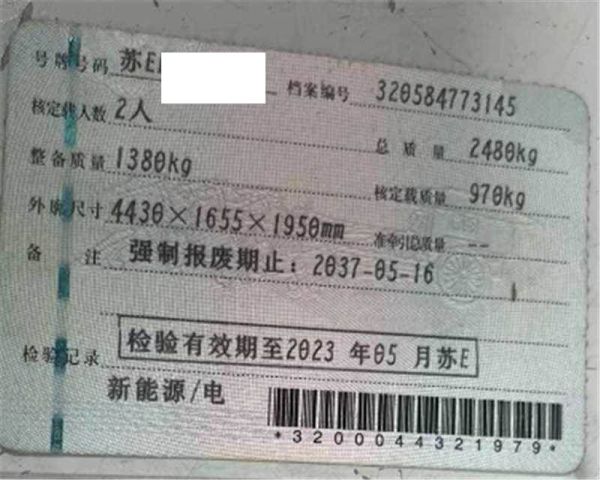 号牌号码 苏E 档案编号 320584773145
核定载人数 2人 总质量 2480kg
整备质量 1380kg 核定载质量 970kg
外廓尺寸 4430×1655×1950mm 准牵引总质量 --
备注 强制报废期止：2037-05-16
检验记录 检验有效期至2023 年05 月苏E
新能源/电
*3200044321979*